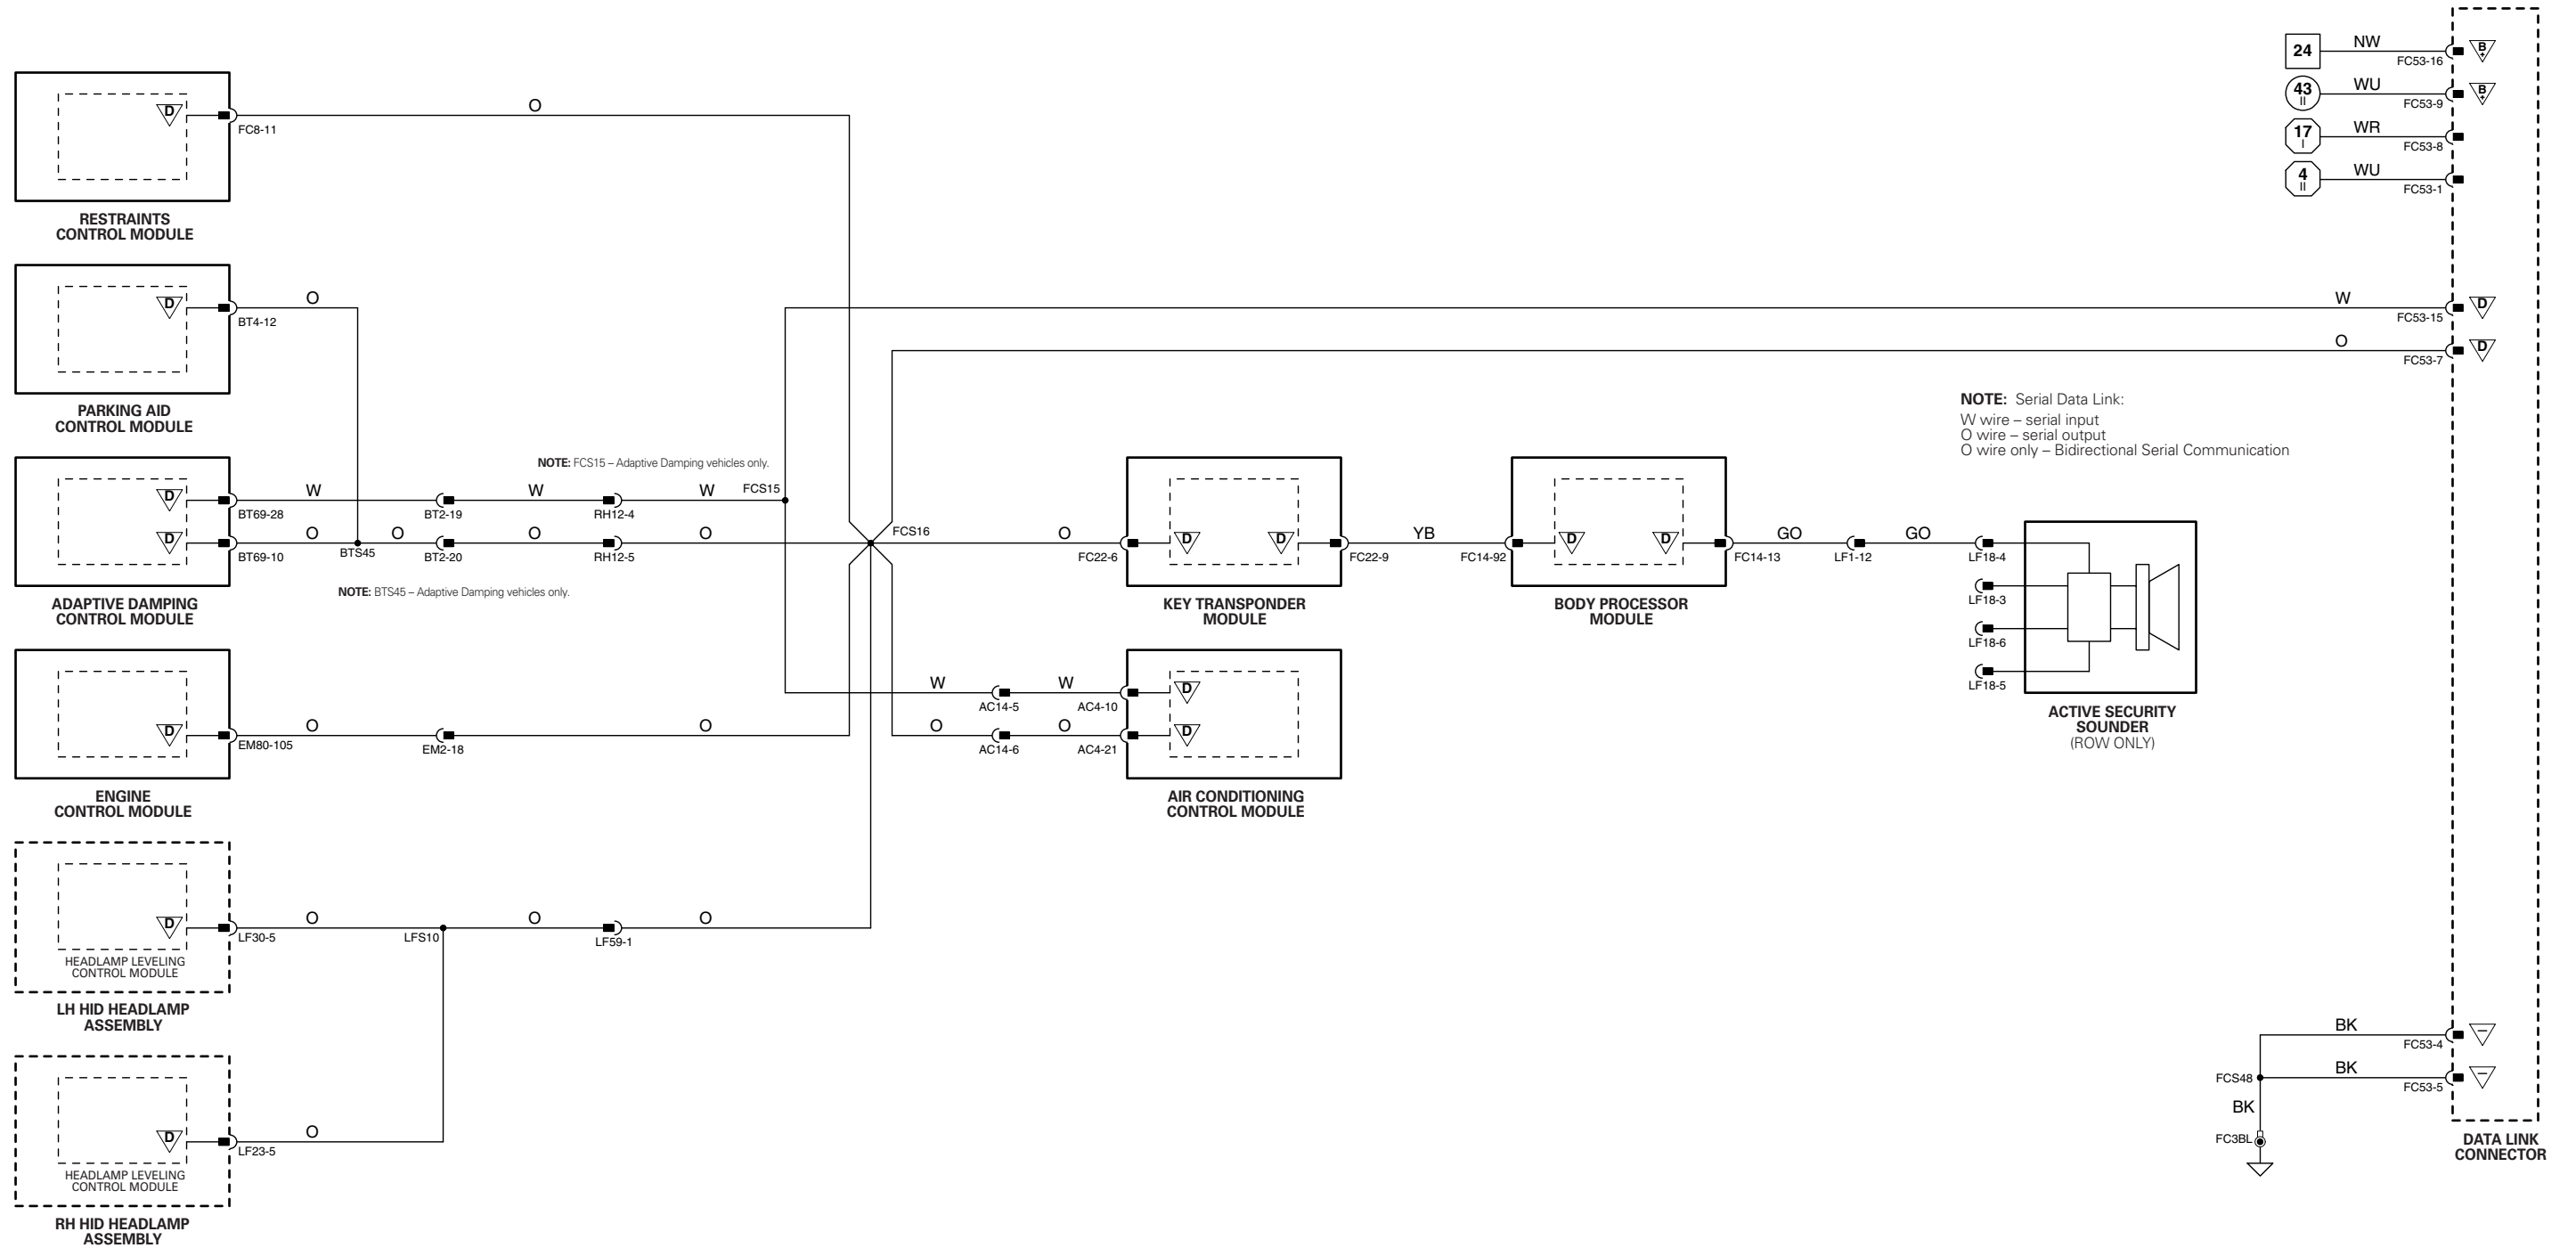 24
NW
FC53-16
B
+
43
II
WU
FC53-9
B
+
17
I
WR
FC53-8
4
II
WU
FC53-1
D
O
FC8-11
RESTRAINTS
CONTROL MODULE
D
O
BT4-12
PARKING AID
CONTROL MODULE
W
FC53-15
D
O
FC53-7
D
NOTE: Serial Data Link:
W wire – serial input
O wire – serial output
O wire only – Bidirectional Serial Communication
NOTE: FCS15 – Adaptive Damping vehicles only.
D
W
W
W
FCS15
BT69-28
BT2-19
RH12-4
D
O
O
O
O
FCS16
BT69-10
BTS45
BT2-20
RH12-5
NOTE: BTS45 – Adaptive Damping vehicles only.
ADAPTIVE DAMPING
CONTROL MODULE
O
FC22-6
D
D
FC22-9
YB
FC14-92
D
D
FC14-13
GO
LF1-12
GO
LF18-4
LF18-3
LF18-6
LF18-5
KEY TRANSPONDER
MODULE
BODY PROCESSOR
MODULE
ACTIVE SECURITY
SOUNDER
(ROW ONLY)
W
W
D
AC14-5
AC4-10
O
O
D
AC14-6
AC4-21
AIR CONDITIONING
CONTROL MODULE
D
O
O
EM80-105
EM2-18
ENGINE
CONTROL MODULE
D
O
O
O
LF30-5
LFS10
LF59-1
HEADLAMP LEVELING
CONTROL MODULE
LH HID HEADLAMP
ASSEMBLY
D
O
LF23-5
HEADLAMP LEVELING
CONTROL MODULE
RH HID HEADLAMP
ASSEMBLY
BK
FC53-4
–
FCS48
BK
FC53-5
–
BK
FC3BL
DATA LINK
CONNECTOR